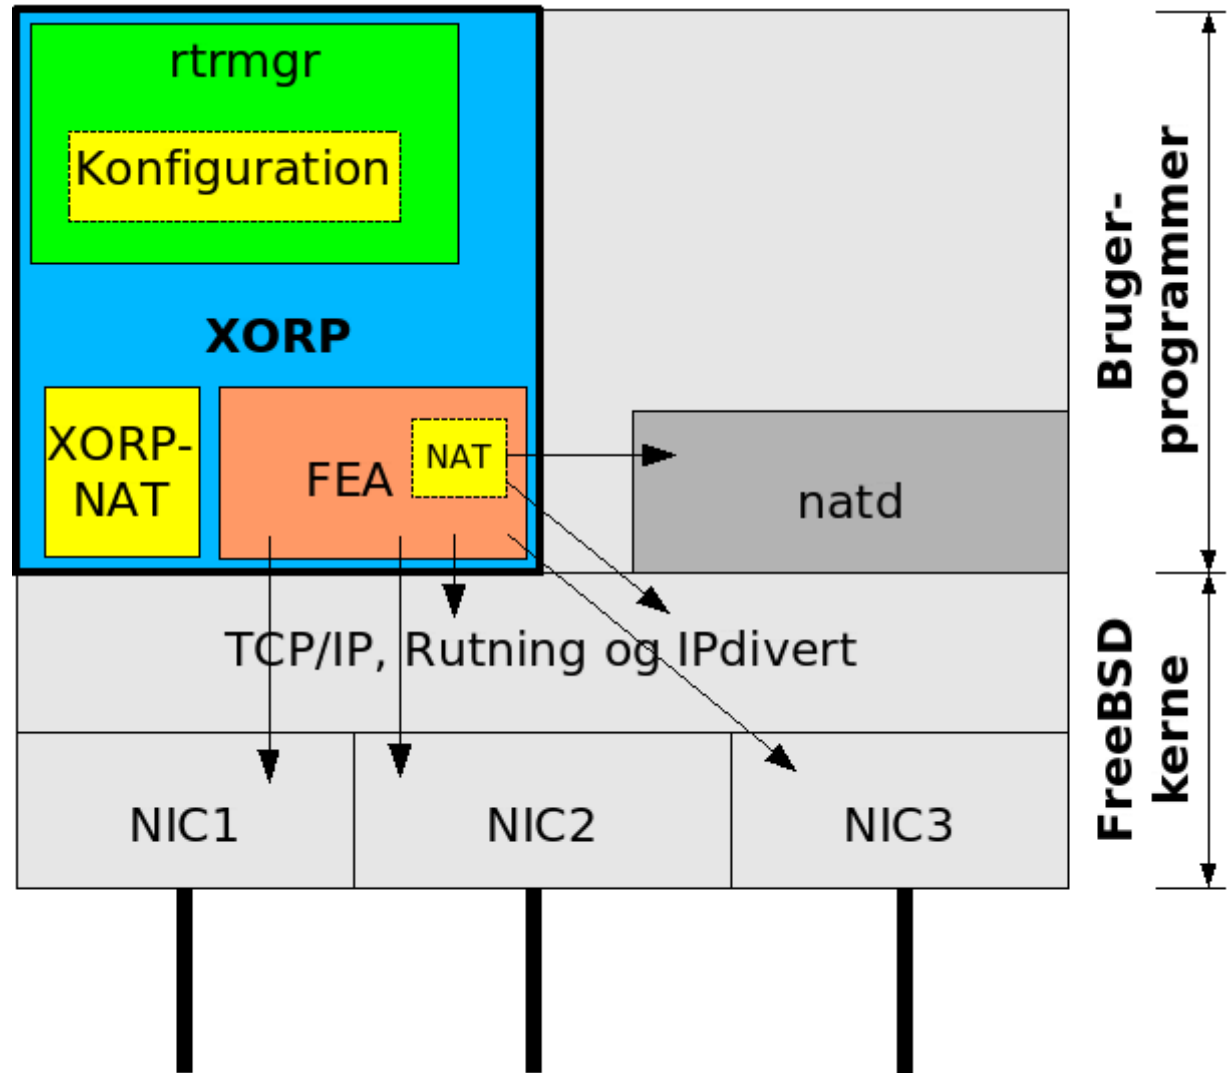 rtrmgr
Konfiguration
XORP
XORP-
NAT
FEA
NAT
natd
TCP/IP, Rutning og IPdivert
NIC1
NIC2
NIC3
Bruger-
programmer
FreeBSD
kerne